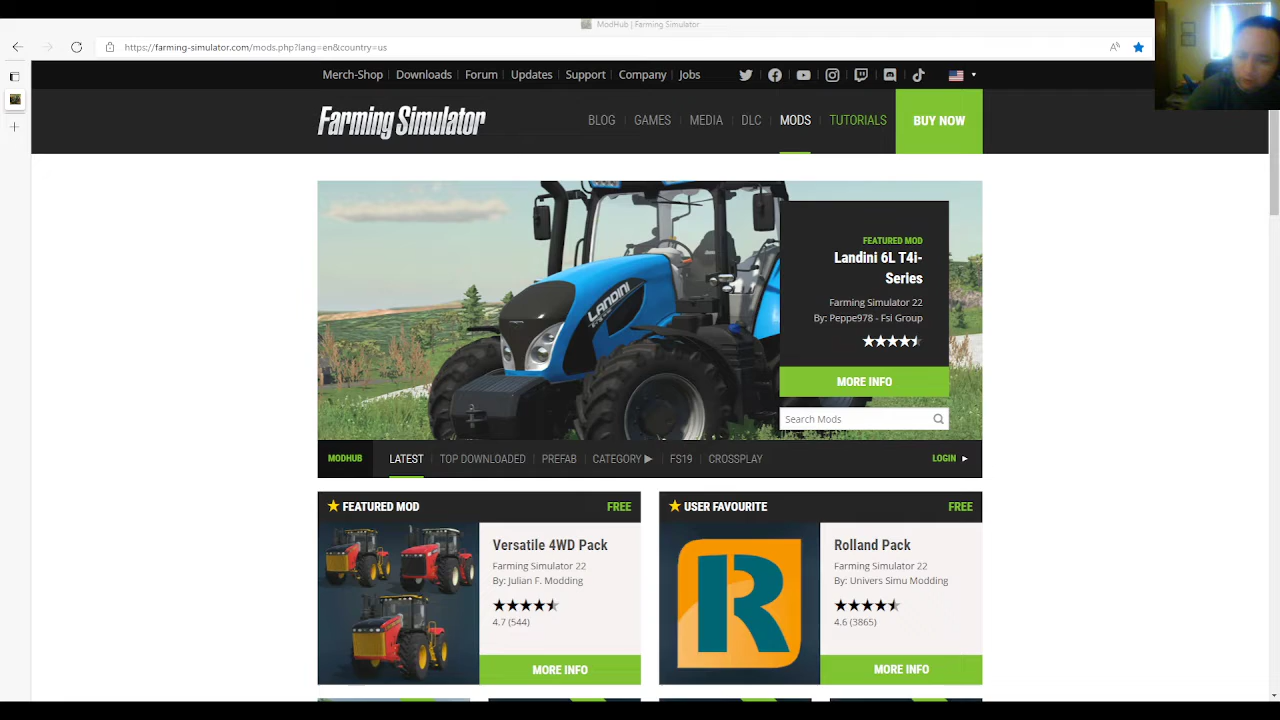 ModHub | Farming Simulator
https://farming-simulator.com/mods.php?lang=en&country=us
Merch-Shop | Downloads | Forum | Updates | Support | Company | Jobs
Farming Simulator
BLOG | GAMES | MEDIA | DLC | MODS | TUTORIALS
BUY NOW
LANDINI
FEATURED MOD
Landini 6L T4i-
Series
Farming Simulator 22
By: Peppe978 - Fsi Group
MORE INFO
Search Mods
MODHUB
LATEST | TOP DOWNLOADED | PREFAB | CATEGORY ▶ | FS19 | CROSSPLAY
LOGIN ▶
FEATURED MOD
FREE
Versatile 4WD Pack
Farming Simulator 22
By: Julian F. Modding
4.7 (544)
MORE INFO
USER FAVOURITE
FREE
R
Rolland Pack
Farming Simulator 22
By: Univers Simu Modding
4.6 (3865)
MORE INFO